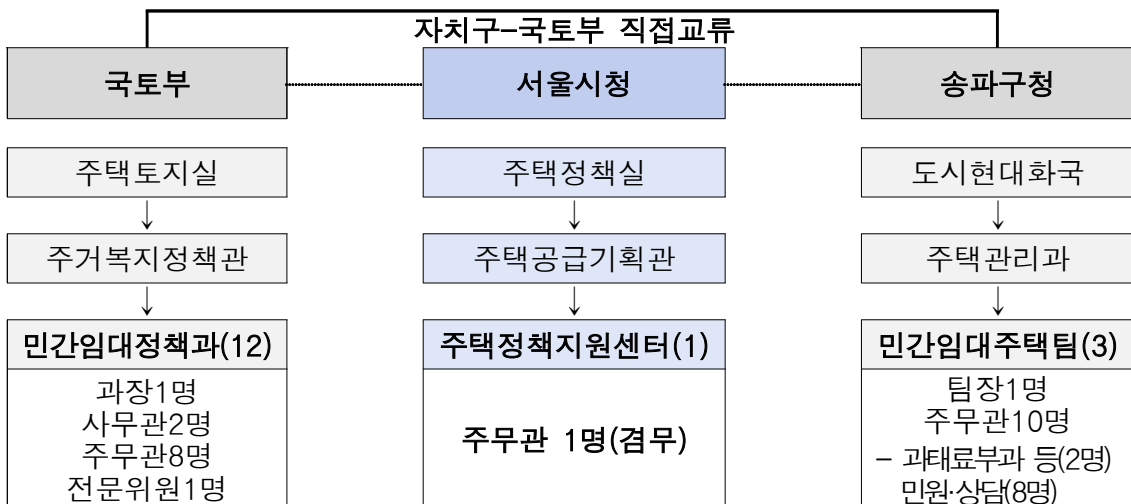 자치구-국토부 직접교류
국토부
서울시청
송파구청
주택토지실
주택정책실
도시현대화국
↓
↓
↓
주거복지정책관
주택공급기획관
주택관리과
↓
↓
↓
민간임대정책과(12)
주택정책지원센터(1)
민간임대주택팀(3)
과장1명
사무관2명
주무관8명
전문위원1명
주무관 1명(겸무)
팀장1명
주무관10명
- 과태료부과 등(2명)
민원·상담(8명)